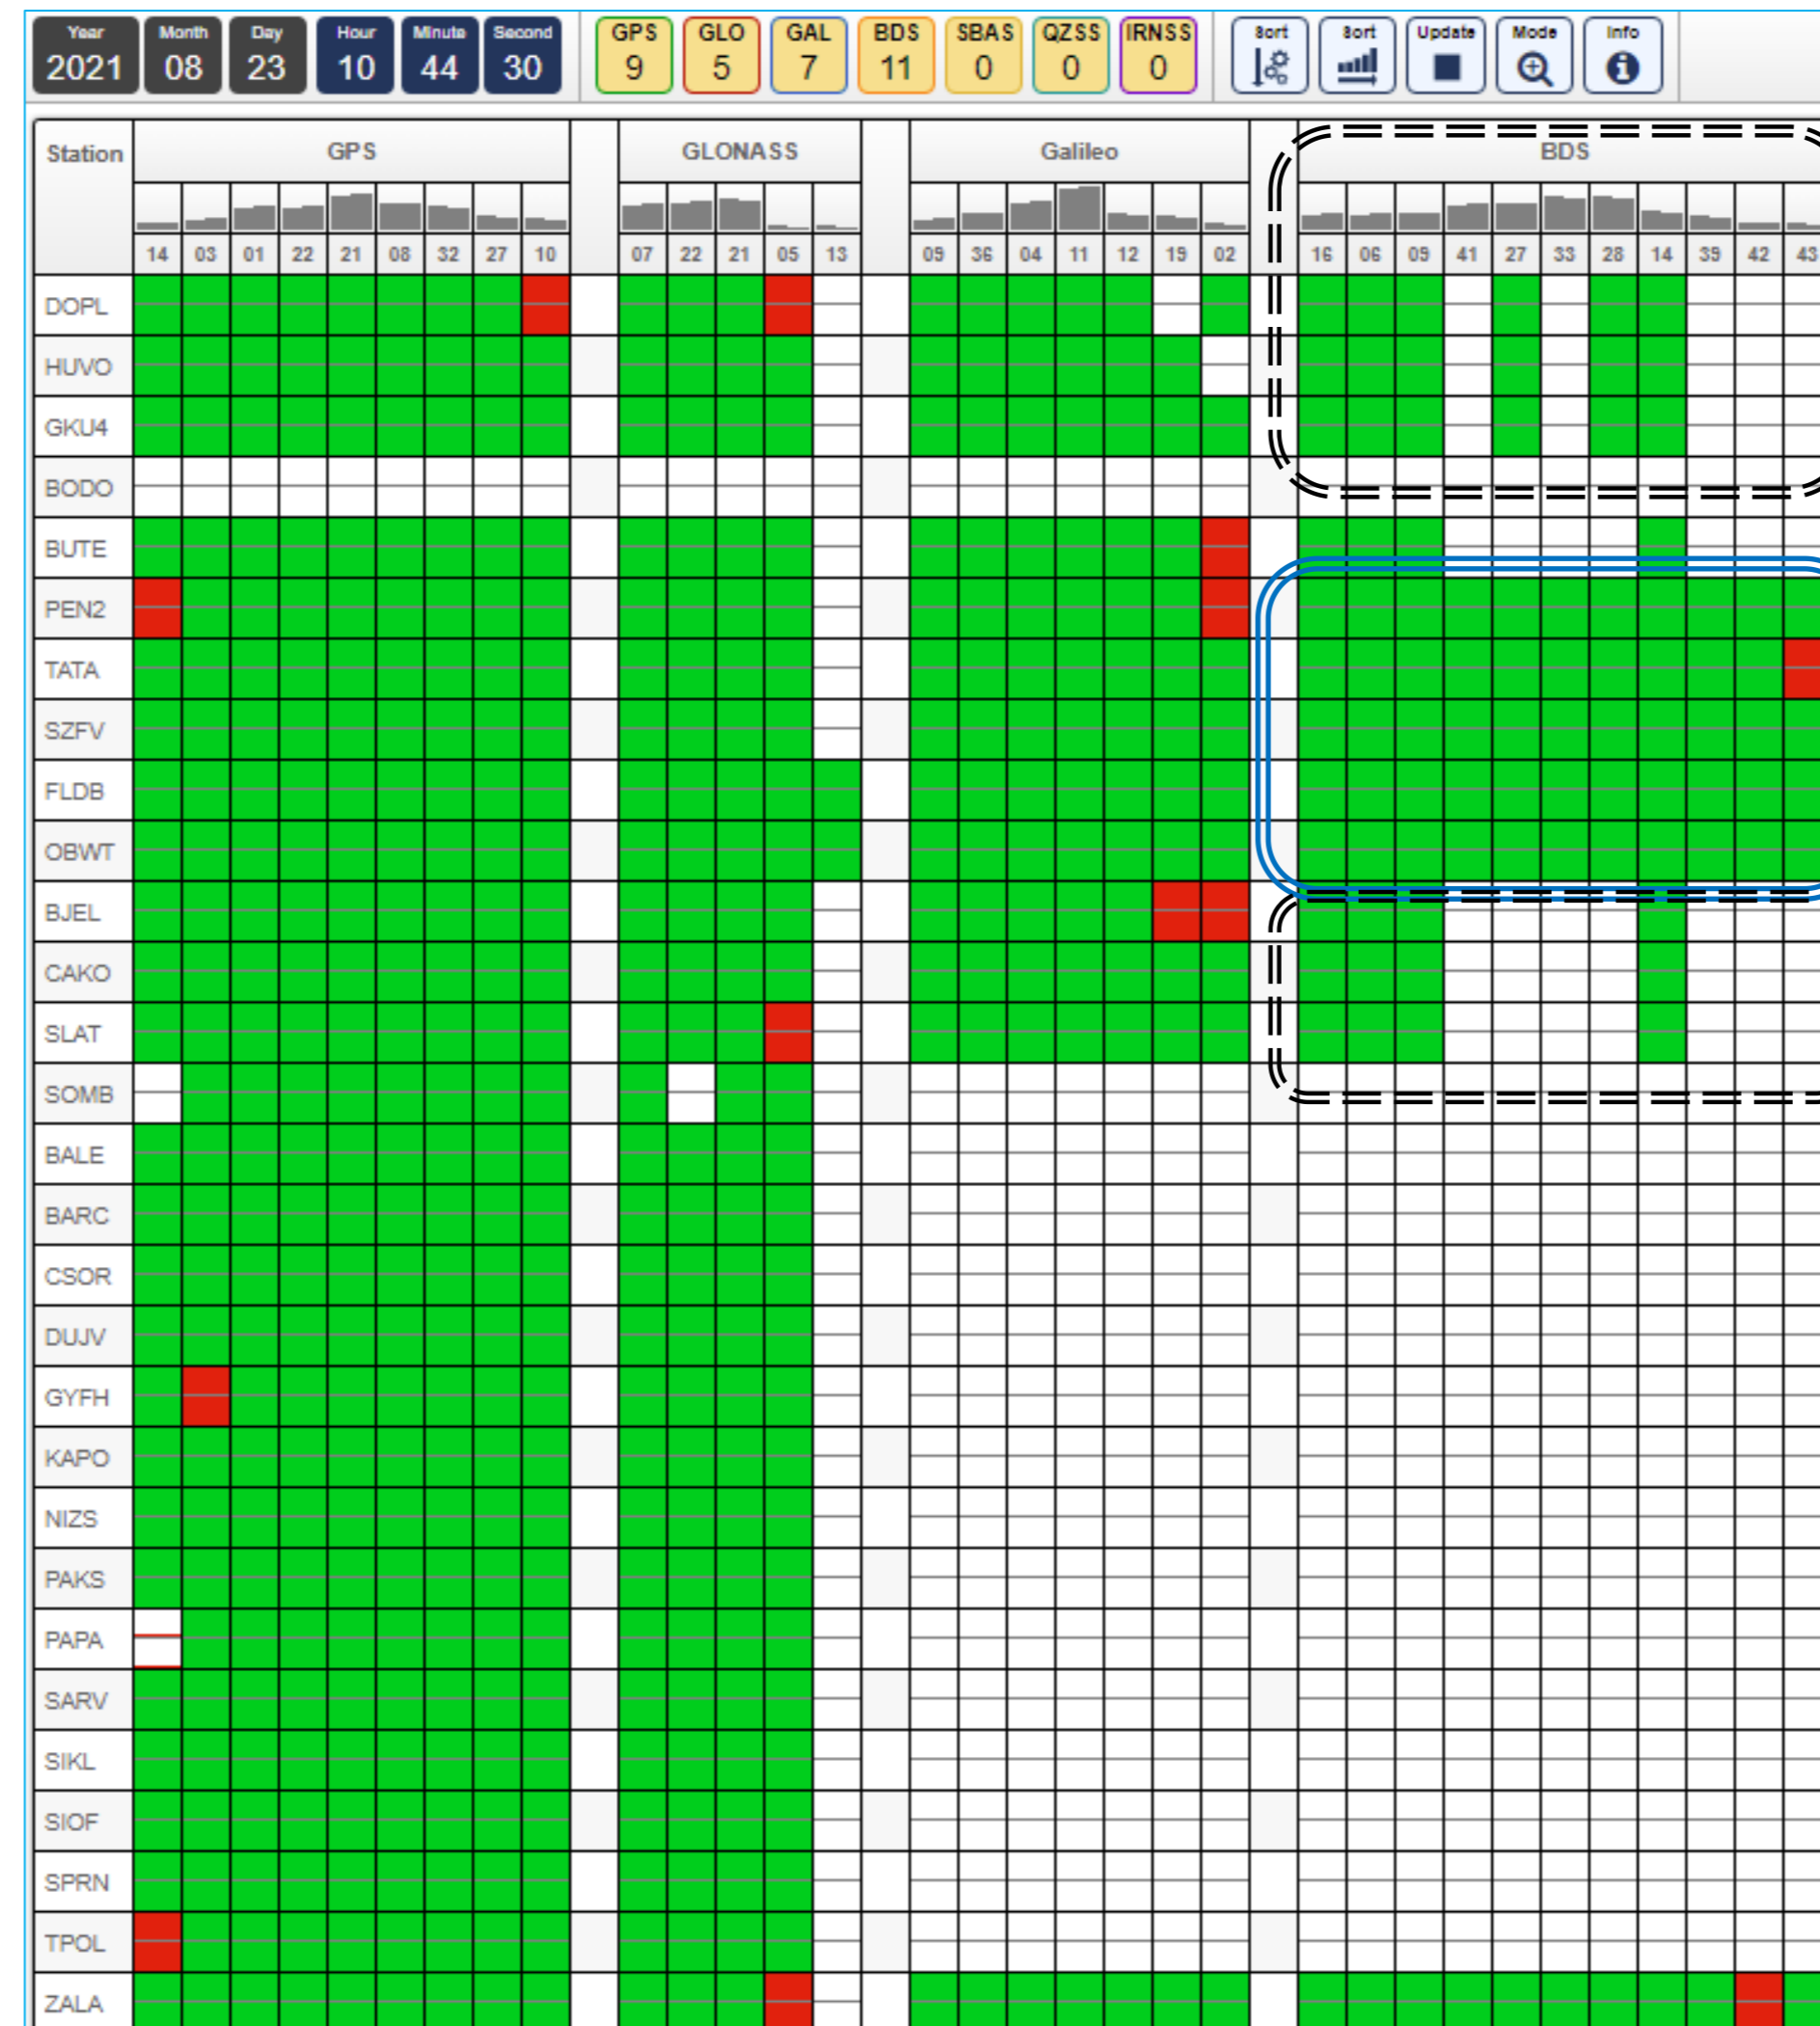 Year Month Day Hour Minute Second GPS GLO GAL BDS SBAS QZSS IRNSS Sort Sort Update Mode Info
2021 08 23 10 44 30 9 5 7 11 0 0 0
Station GPS GLONASS Galileo BDS
14 03 01 22 21 08 32 27 10 07 22 21 05 13 09 36 04 11 12 19 02 16 06 09 41 27 33 28 14 39 42 43
DOPL
HUVO
GKU4
BODO
BUTE
PEN2
TATA
SZFV
FLDB
OBWT
BJEL
CAKO
SLAT
SOMB
BALE
BARC
CSOR
DUJV
GYFH
KAPO
NIZS
PAKS
PAPA
SARV
SIKL
SIOF
SPRN
TPOL
ZALA